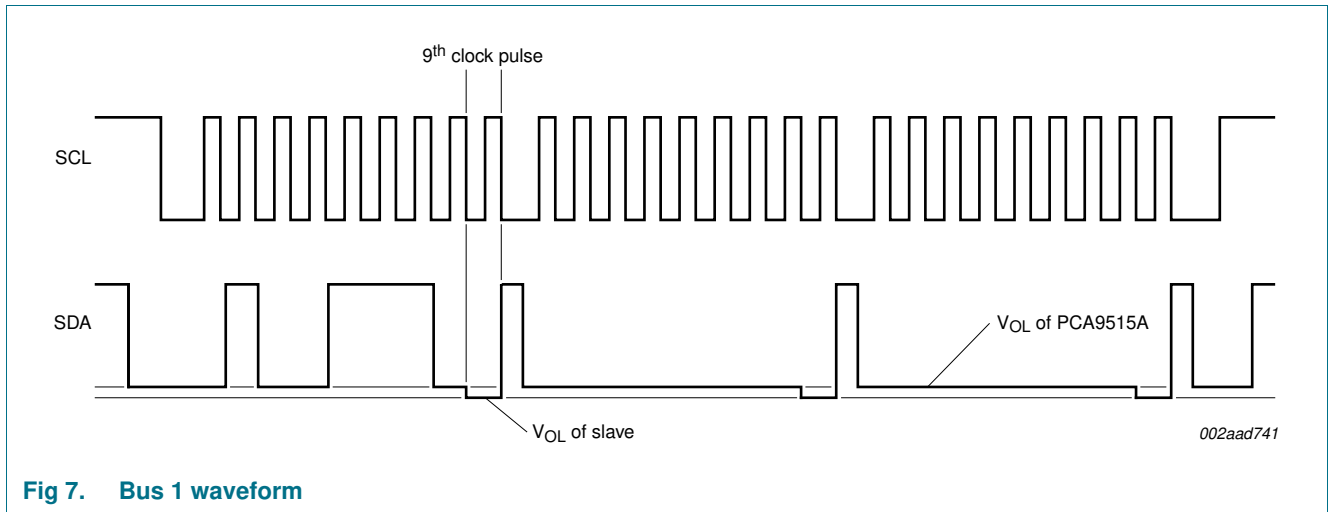 9th clock pulse
SCL
SDA
VOL of PCA9515A
VOL of slave
002aad741
Fig 7. Bus 1 waveform